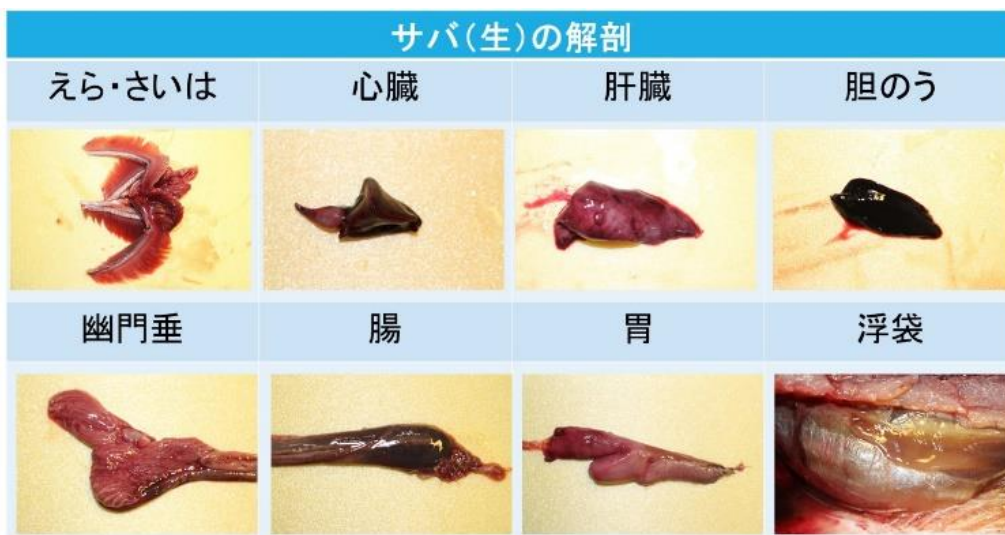 サバ(生)の解剖
えら・さいは 心臓 肝臓 胆のう
幽門垂 腸 胃 浮袋